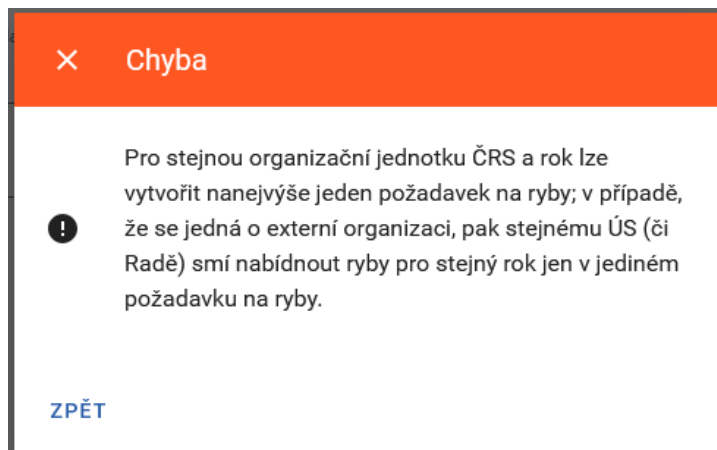 Chyba
Pro stejnou organizační jednotku ČRS a rok lze
vytvořit nanejvýše jeden požadavek na ryby; v případě,
že se jedná o externí organizaci, pak stejnému ÚS (či
Radě) smí nabídnout ryby pro stejný rok jen v jediném
požadavku na ryby.
ZPĚT